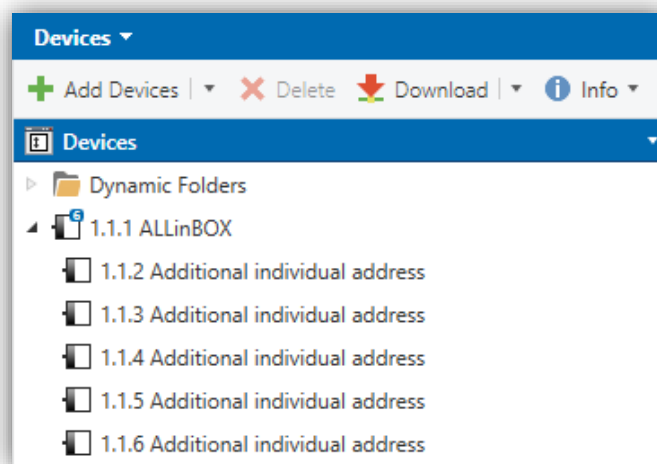 Devices
Add Devices Delete Download Info
Devices
Dynamic Folders
6
1.1.1 ALLinBOX
1.1.2 Additional individual address
1.1.3 Additional individual address
1.1.4 Additional individual address
1.1.5 Additional individual address
1.1.6 Additional individual address